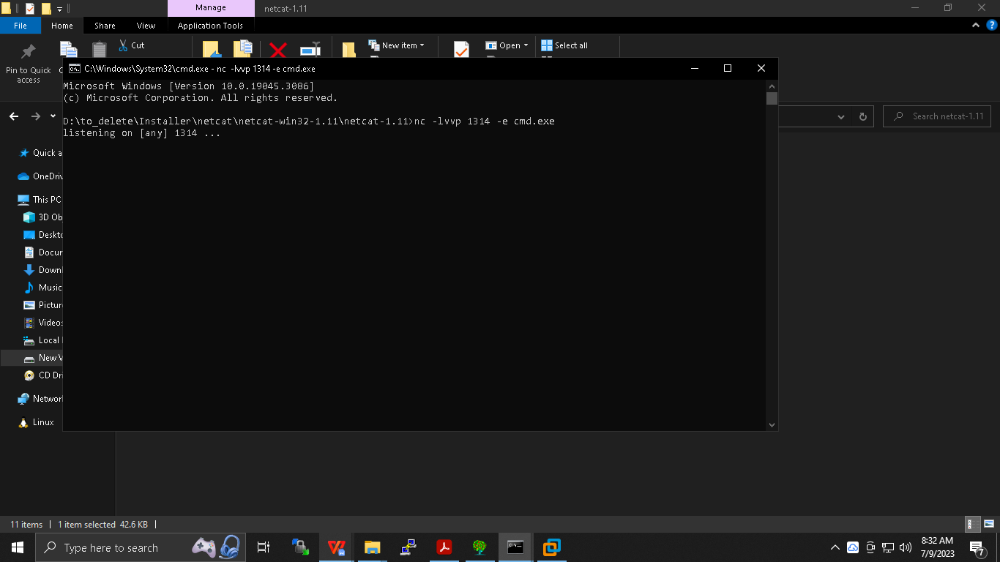 Manage
netcat-1.11
File
Home
Share
View
Application Tools
Cut
New item
Open
Select all
Pin to Quick access
C:\Windows\System32\cmd.exe - nc -lvvp 1314 -e cmd.exe
Microsoft Windows [Version 10.0.19045.3086]
(c) Microsoft Corporation. All rights reserved.
D:\to_delete\Installer\netcat\netcat-win32-1.11\netcat-1.11>nc -lvvp 1314 -e cmd.exe
listening on [any] 1314 ...
Search netcat-1.11
Quick a
OneDriv
This PC
3D Ob
Deskto
Docum
Downl
Music
Pictur
Videos
Local
New V
CD Dri
Networ
Linux
11 items
1 item selected 42.6 KB
Type here to search
8:32 AM
7/9/2023
7